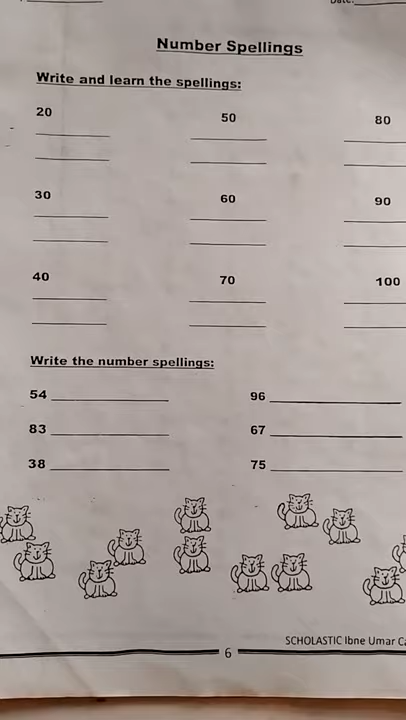 Date:
Number Spellings
Write and learn the spellings:
20 50 80
30 60 90
40 70 100
Write the number spellings:
54 96
83 67
38 75
SCHOLASTIC Ibne Umar
6